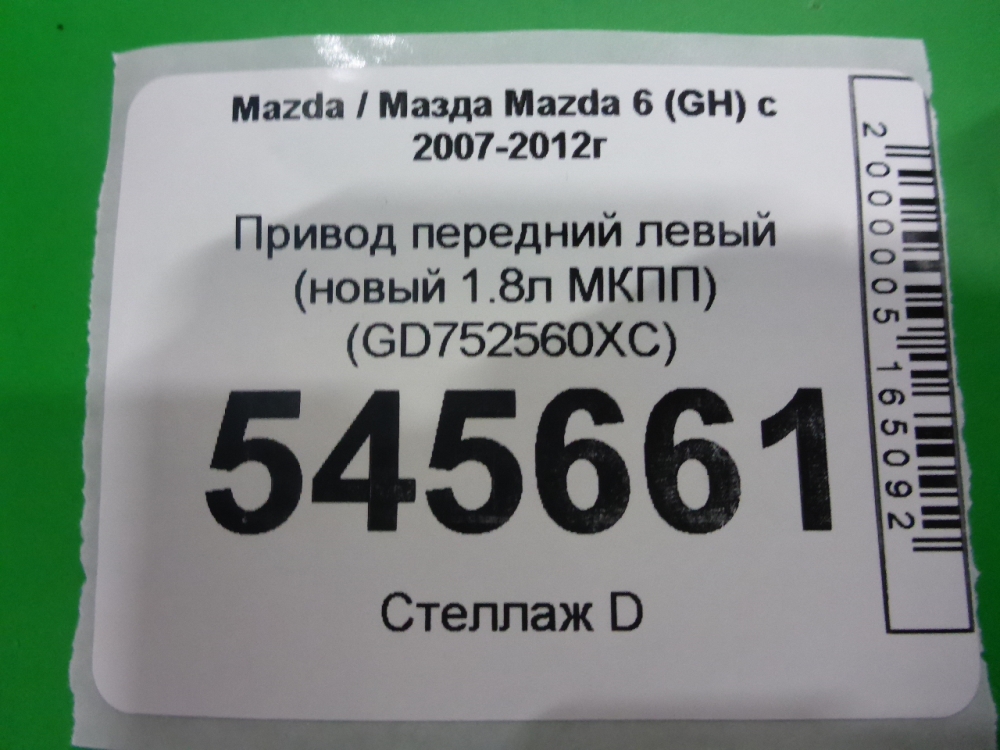 Mazda / Мазда Mazda 6 (GH) с
2007-2012г
Привод передний левый
(новый 1.8л МКПП)
(GD752560XC)
545661
Стеллаж D
2000005165092